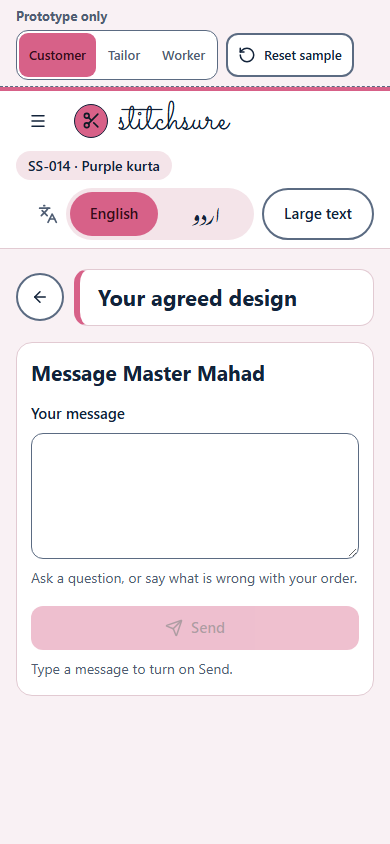 Prototype only
Customer Tailor Worker Reset sample
stitchsure
SS-014 · Purple kurta
English اردو Large text
Your agreed design
Message Master Mahad
Your message
Ask a question, or say what is wrong with your order.
Send
Type a message to turn on Send.